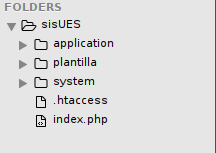 FOLDERS
sisUES
application
plantilla
system
.htaccess
index.php